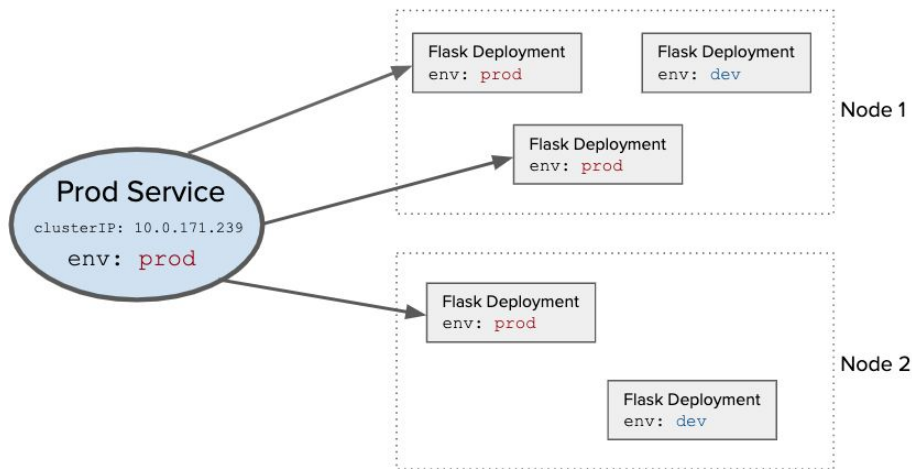 Flask Deployment
env: prod
Flask Deployment
env: dev
Node 1
Flask Deployment
env: prod
Prod Service
clusterIP: 10.0.171.239
env: prod
Flask Deployment
env: prod
Node 2
Flask Deployment
env: dev